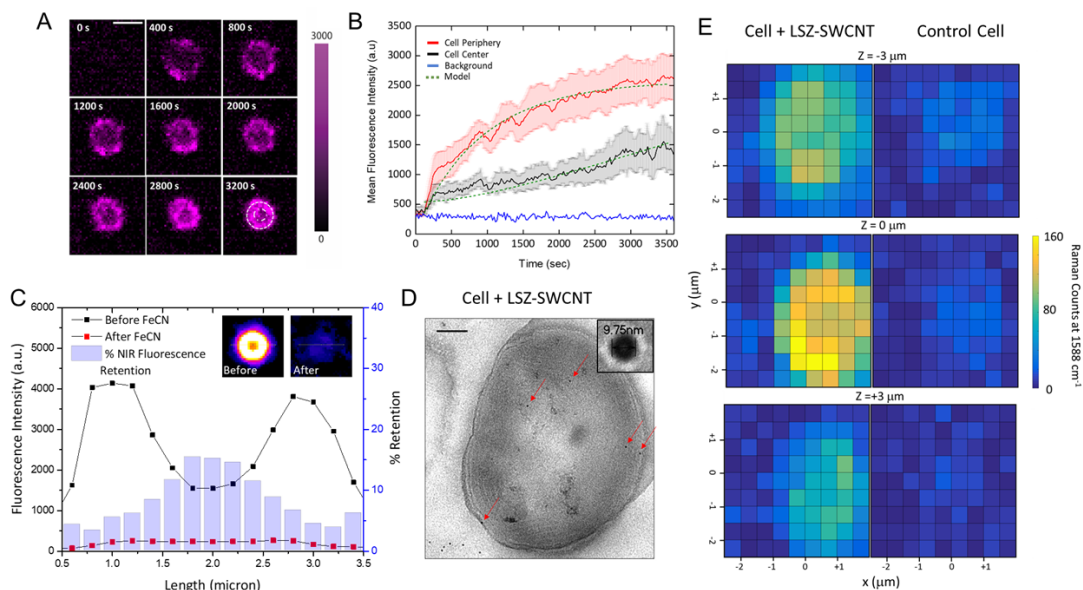 A
0 s
400 s
800 s
1200 s
1600 s
2000 s
2400 s
2800 s
3200 s
3000
0
B
Mean Fluorescence Intensity (a.u)
3500
3000
2500
2000
1500
1000
500
0
Cell Periphery
Cell Center
Background
Model
0 500 1000 1500 2000 2500 3000 3500
Time (sec)
C
Fluorescence Intensity (a.u.)
6000
5500
5000
4500
4000
3500
3000
2500
2000
1500
1000
500
0
Before FeCN
After FeCN
% NIR Fluorescence
Retention
Before
After
40
35
30
25
20
15
10
5
0
% Retention
0.5 1.0 1.5 2.0 2.5 3.0 3.5
Length (micron)
D
Cell + LSZ-SWCNT
9.75nm
E
Cell + LSZ-SWCNT
Control Cell
Z = -3 μm
+1
0
-1
-2
Z = 0 μm
+1
0
-1
-2
Z = +3 μm
+1
0
-1
-2
y (μm)
-2 -1 0 +1
-2 -1 0 +1
x (μm)
160
80
0
Raman Counts at 1588 cm⁻¹